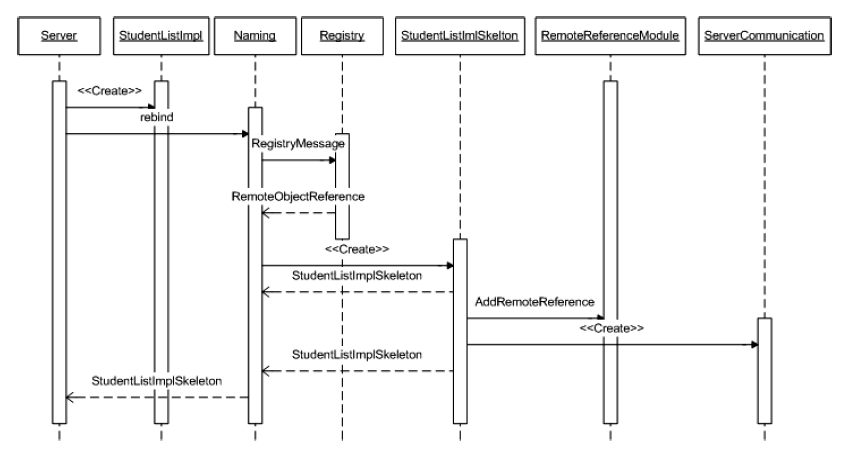 Server
StudentListImpl
Naming
Registry
StudentListImlSkelton
RemoteReferenceModule
ServerCommunication
<<Create>>
rebind
RegistryMessage
RemoteObjectReference
<<Create>>
StudentListImplSkeleton
AddRemoteReference
<<Create>>
StudentListImplSkeleton
StudentListImplSkeleton